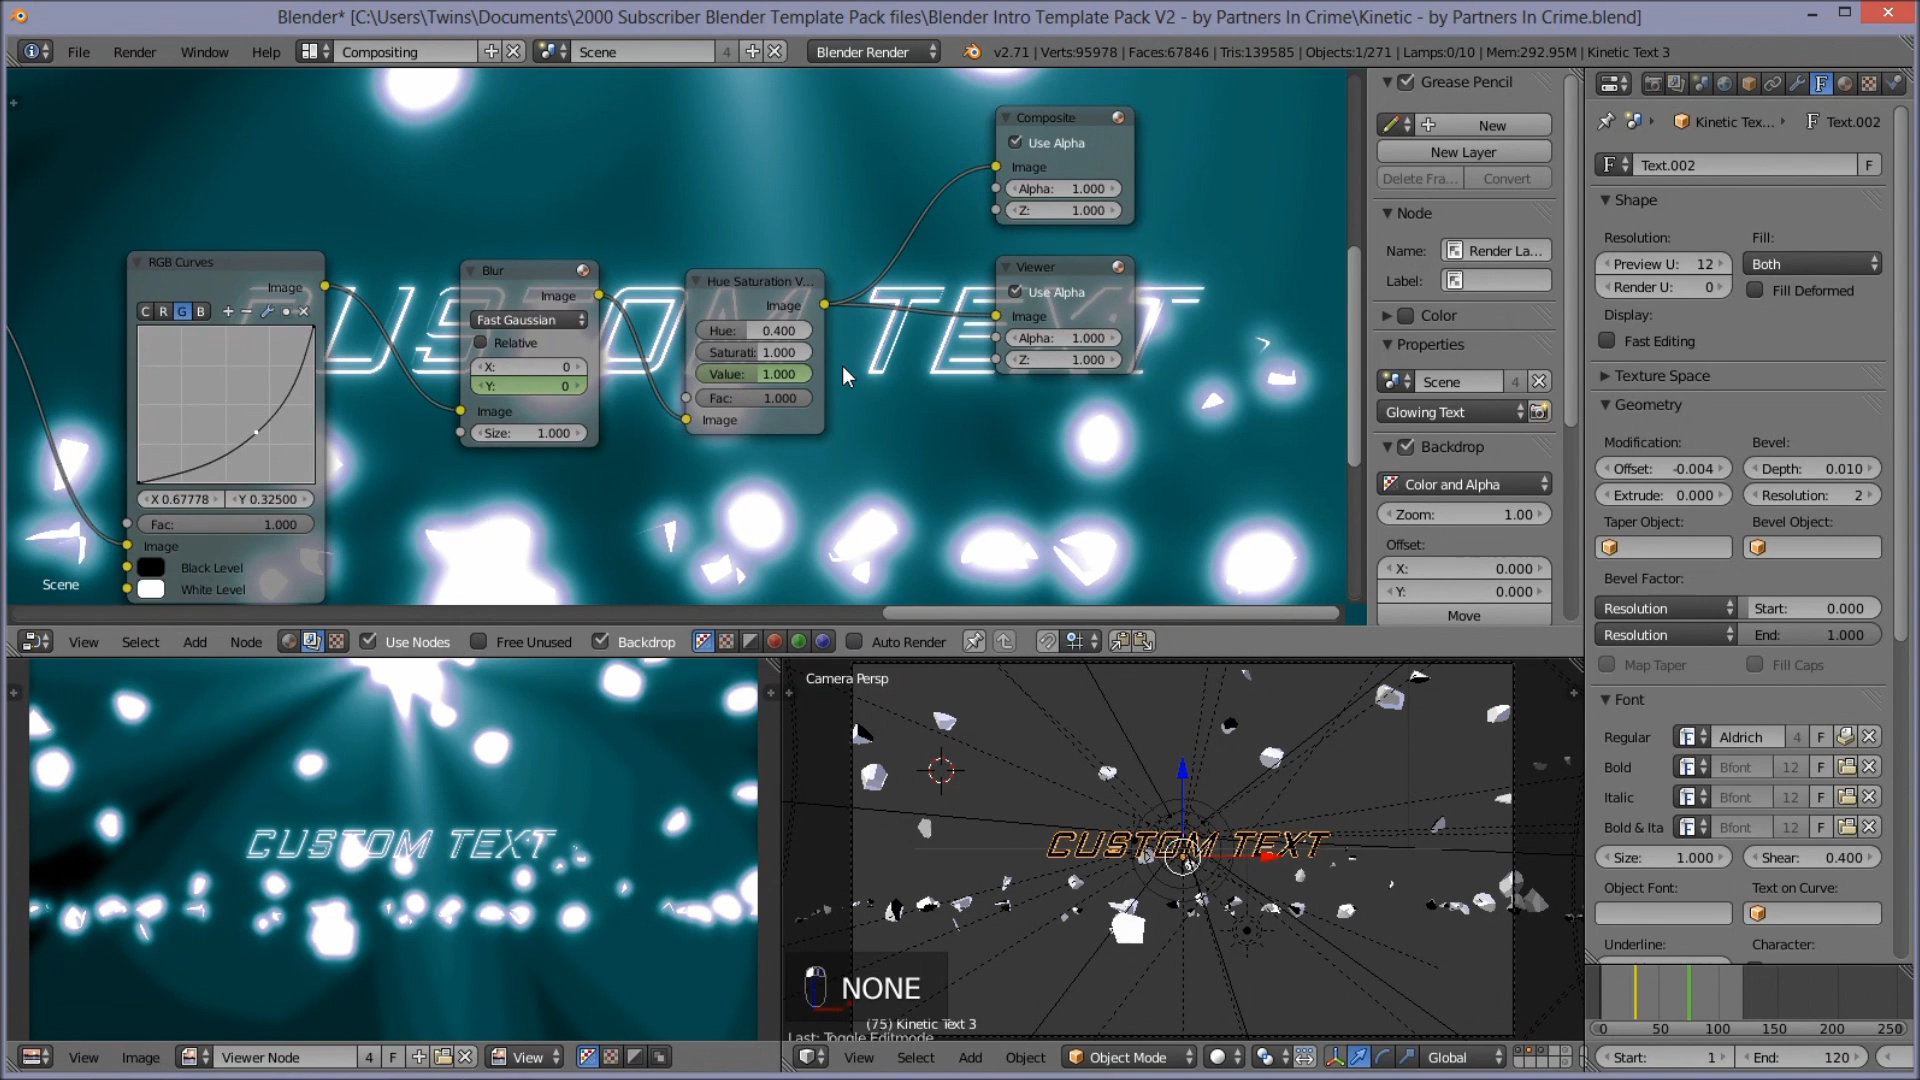 Blender* [C:\Users\Twins\Documents\2000 Subscriber Blender Template Pack files\Blender Intro Template Pack V2 - by Partners In Crime\Kinetic - by Partners In Crime.blend]
File Render Window Help Compositing Scene 4 Blender Render v2.71 | Verts:95978 | Faces:67846 | Tris:139585 | Objects:1/271 | Lamps:0/10 | Mem:292.95M | Kinetic Text 3
CUSTOM TEXT
RGB Curves
Image
C R G B
X 0.67778 Y 0.32500
Fac: 1.000
Image
Black Level
White Level
Scene
Blur
Image
Fast Gaussian
Relative
X: 0
Y: 0
Image
Size: 1.000
Hue Saturation V...
Image
Hue: 0.400
Saturati: 1.000
Value: 1.000
Fac: 1.000
Image
Composite
Use Alpha
Image
Alpha: 1.000
Z: 1.000
Viewer
Use Alpha
Image
Alpha: 1.000
Z: 1.000
Grease Pencil
New
New Layer
Delete Fra... Convert
Node
Name: Render La...
Label:
Color
Properties
Scene 4
Glowing Text
Backdrop
Color and Alpha
Zoom: 1.00
Offset:
X: 0.000
Y: 0.000
Move
View Select Add Node Use Nodes Free Unused Backdrop Auto Render
CUSTOM TEXT
View Image Viewer Node 4 F View
Camera Persp
CUSTOM TEXT
NONE
(75) Kinetic Text 3
Last: Toggle Editmode
View Select Add Object Object Mode Global
Kinetic Tex... F Text.002
F Text.002 F
Shape
Resolution: Fill:
Preview U: 12 Both
Render U: 0 Fill Deformed
Display:
Fast Editing
Texture Space
Geometry
Modification: Bevel:
Offset: -0.004 Depth: 0.010
Extrude: 0.000 Resolution: 2
Taper Object: Bevel Object:
Bevel Factor:
Resolution Start: 0.000
Resolution End: 1.000
Map Taper Fill Caps
Font
Regular Aldrich 4 F
Bold Bfont 12 F
Italic Bfont 12 F
Bold & Ita Bfont 12 F
Size: 1.000 Shear: 0.400
Object Font: Text on Curve:
Underline: Character:
0 50 100 150 200 250
Start: 1 End: 120